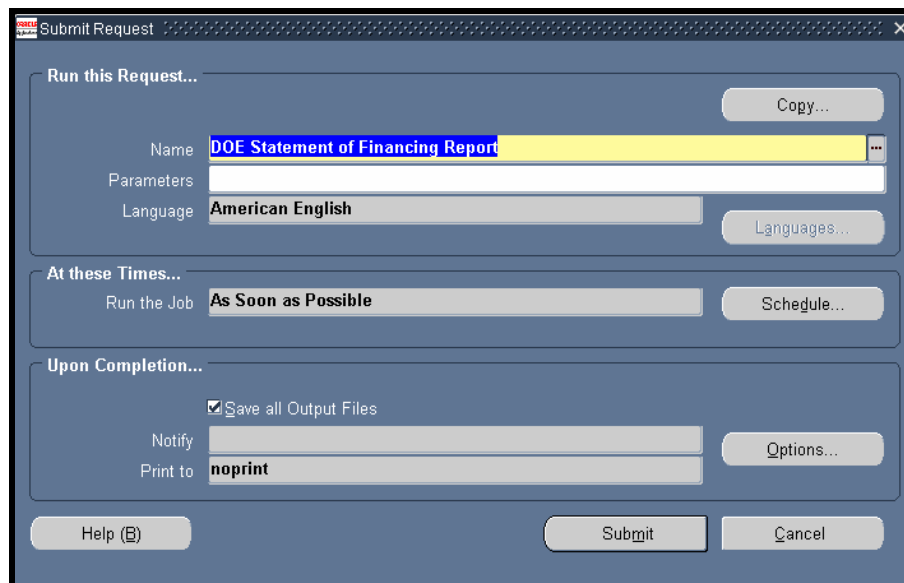 ORACLE
Submit Request
Run this Request...
Copy...
Name DOE Statement of Financing Report ...
Parameters
Language American English
Languages...
At these Times...
Run the Job As Soon as Possible
Schedule...
Upon Completion...
Save all Output Files
Notify
Options...
Print to noprint
Help (B)
Submit
Cancel